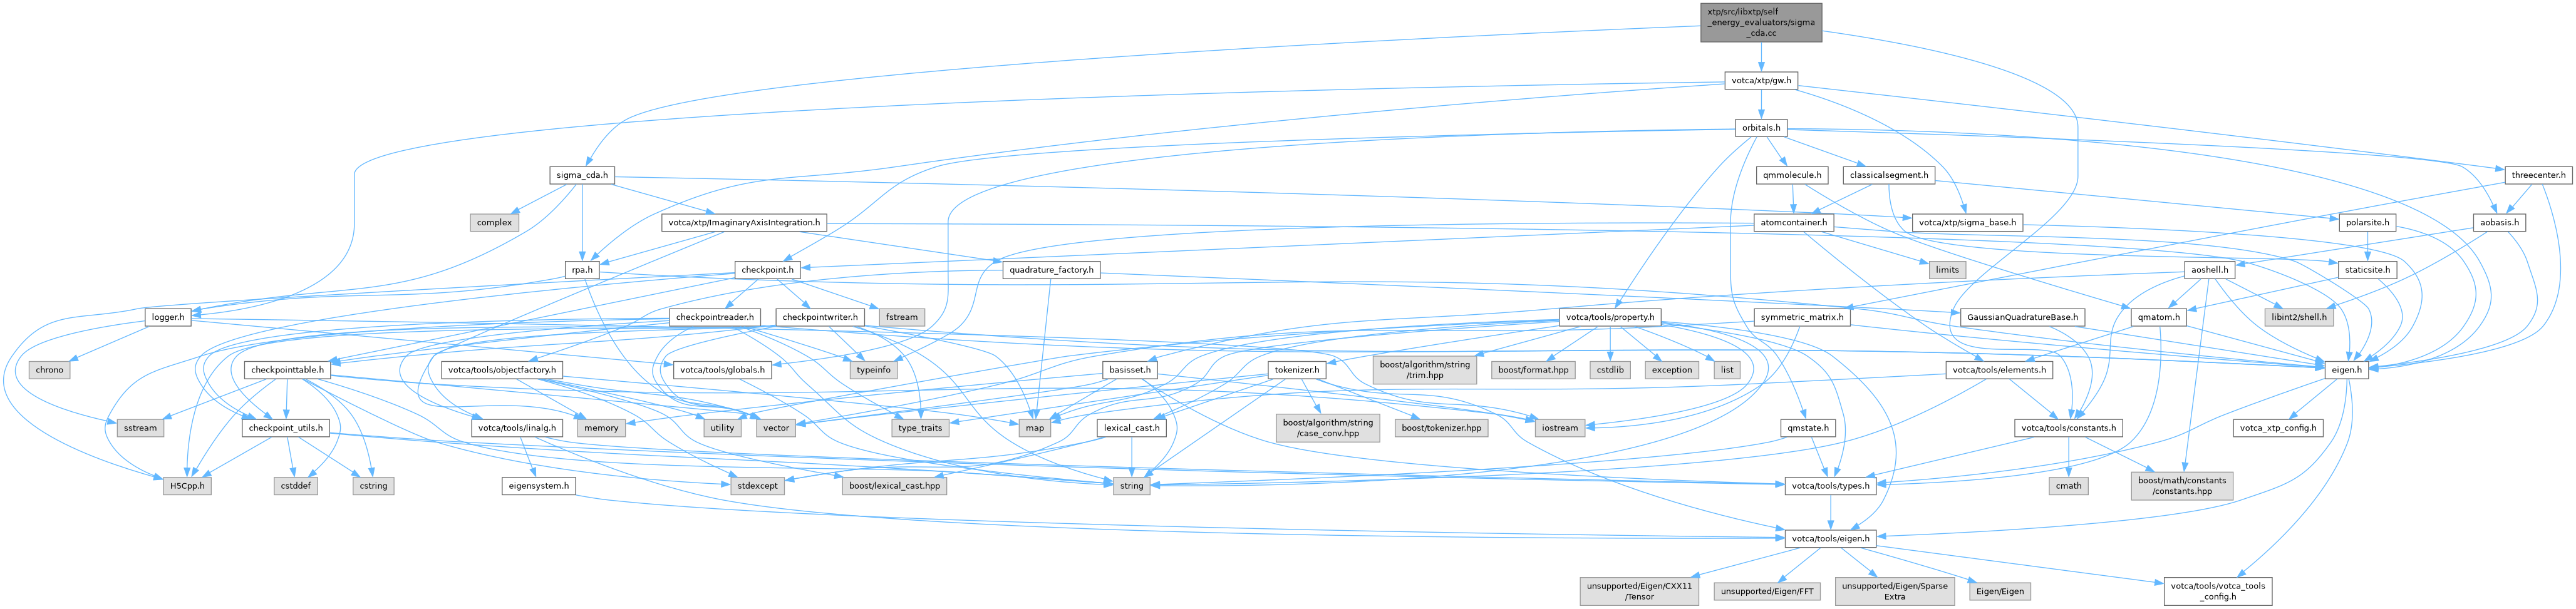 xtp/src/libxtp/self
_energy_evaluators/sigma
_cda.cc
votca/xtp/gw.h
orbitals.h
sigma_cda.h
qmmolecule.h
classicalsegment.h
threecenter.h
complex
votca/xtp/ImaginaryAxisIntegration.h
atomcontainer.h
votca/xtp/sigma_base.h
polarsite.h
aobasis.h
rpa.h
checkpoint.h
quadrature_factory.h
limits
aoshell.h
staticsite.h
logger.h
checkpointreader.h
checkpointwriter.h
fstream
votca/tools/property.h
symmetric_matrix.h
GaussianQuadratureBase.h
qmatom.h
libint2/shell.h
chrono
checkpointtable.h
votca/tools/objectfactory.h
votca/tools/globals.h
typeinfo
basisset.h
tokenizer.h
boost/algorithm/string
/trim.hpp
boost/format.hpp
cstdlib
exception
list
votca/tools/elements.h
eigen.h
sstream
checkpoint_utils.h
votca/tools/linalg.h
memory
utility
vector
type_traits
map
lexical_cast.h
boost/algorithm/string
/case_conv.hpp
boost/tokenizer.hpp
iostream
qmstate.h
votca/tools/constants.h
votca_xtp_config.h
H5Cpp.h
cstddef
cstring
eigensystem.h
stdexcept
boost/lexical_cast.hpp
string
votca/tools/types.h
cmath
boost/math/constants
/constants.hpp
votca/tools/eigen.h
unsupported/Eigen/CXX11
/Tensor
unsupported/Eigen/FFT
unsupported/Eigen/Sparse
Extra
Eigen/Eigen
votca/tools/votca_tools
_config.h